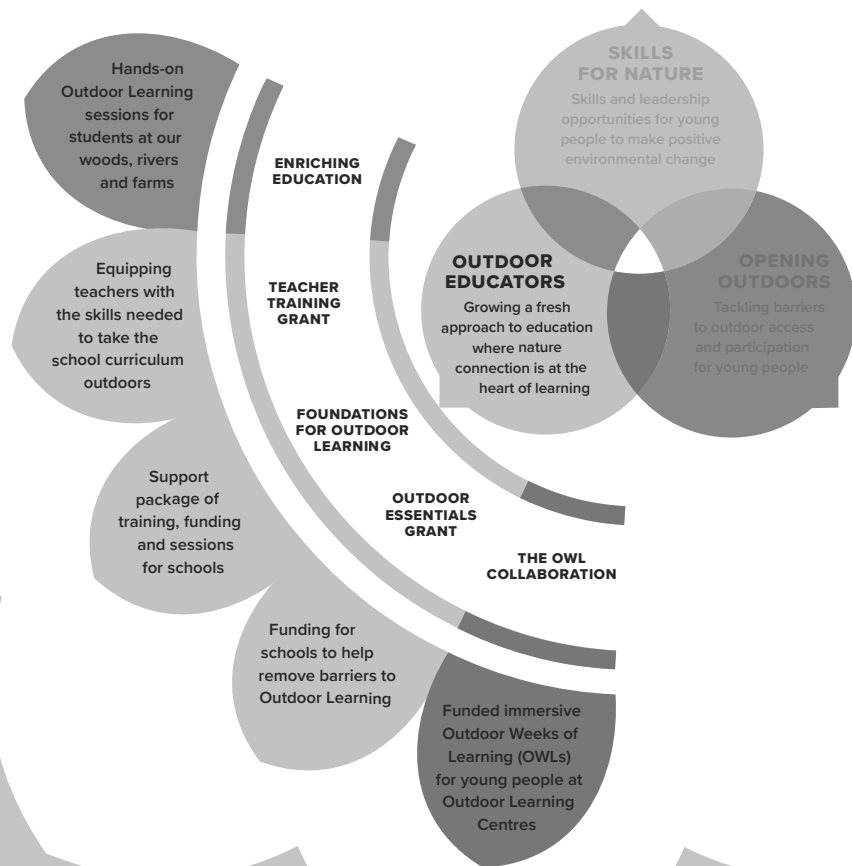 Hands-on
Outdoor Learning
sessions for
students at our
woods, rivers
and farms
Equipping
teachers with
the skills needed
to take the
school curriculum
outdoors
Support
package of
training, funding
and sessions
for schools
Funding for
schools to help
remove barriers to
Outdoor Learning
Funded immersive
Outdoor Weeks of
Learning (OWLs)
for young people at
Outdoor Learning
Centres
ENRICHING
EDUCATION
TEACHER
TRAINING
GRANT
FOUNDATIONS
FOR OUTDOOR
LEARNING
OUTDOOR
ESSENTIALS
GRANT
THE OWL
COLLABORATION
SKILLS
FOR NATURE
Skills and leadership
opportunities for young
people to make positive
environmental change
OUTDOOR
EDUCATORS
Growing a fresh
approach to education
where nature
connection is at the
heart of learning
OPENING
OUTDOORS
Tackling barriers
to outdoor access
and participation
for young people